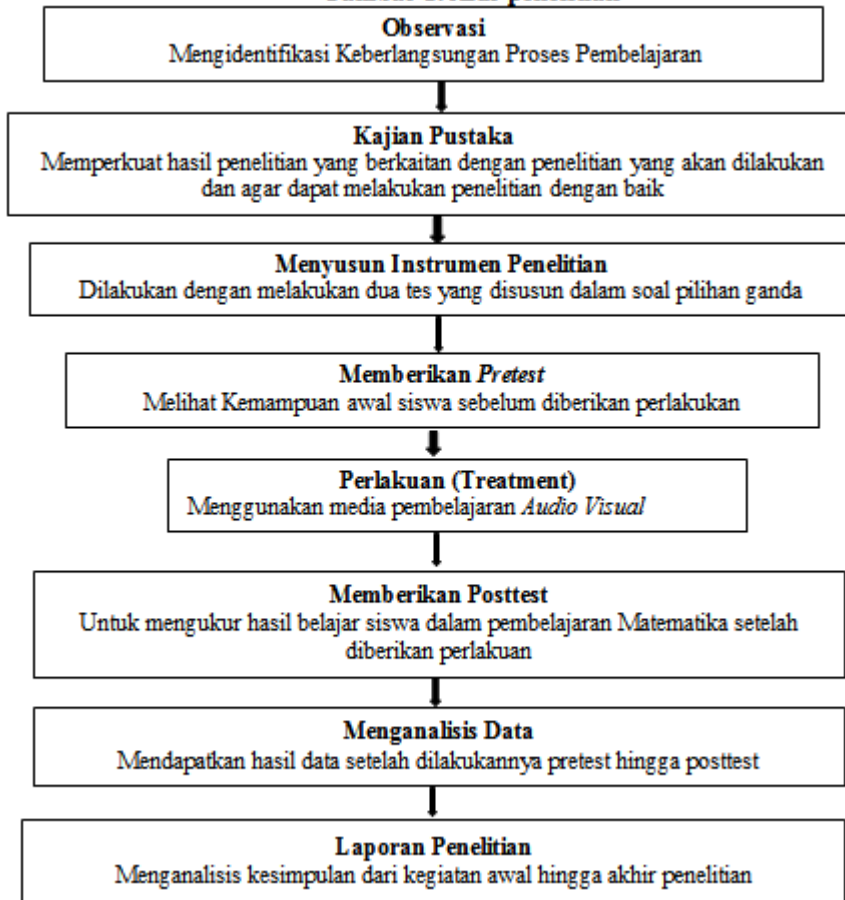 Observasi
Mengidentifikasi Keberlangsungan Proses Pembelajaran
Kajian Pustaka
Memperkuat hasil penelitian yang berkaitan dengan penelitian yang akan dilakukan
dan agar dapat melakukan penelitian dengan baik
Menyusun Instrumen Penelitian
Dilakukan dengan melakukan dua tes yang disusun dalam soal pilihan ganda
Memberikan Pretest
Melihat Kemampuan awal siswa sebelum diberikan perlakukan
Perlakuan (Treatment)
Menggunakan media pembelajaran Audio Visual
Memberikan Posttest
Untuk mengukur hasil belajar siswa dalam pembelajaran Matematika setelah
diberikan perlakuan
Menganalisis Data
Mendapatkan hasil data setelah dilakukannya pretest hingga posttest
Laporan Penelitian
Menganalisis kesimpulan dari kegiatan awal hingga akhir penelitian